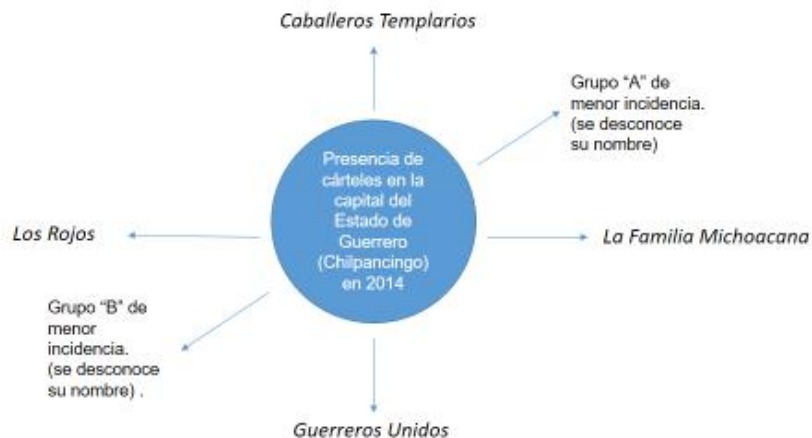 Caballeros Templarios
Grupo “A” de
menor incidencia.
(se desconoce
su nombre)
Presencia de
cárteles en la
capital del
Estado de
Guerrero
(Chilpancingo)
en 2014
Los Rojos
La Familia Michoacana
Grupo “B” de
menor
incidencia.
(se desconoce
su nombre) .
Guerreros Unidos